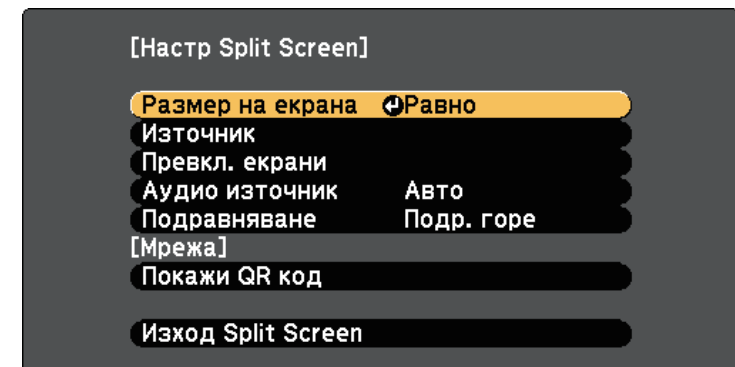 [Настр Split Screen]
Размер на екрана Равно
Източник
Превкл. екрани
Аудио източник Авто
Подравняване Подр. горе
[Мрежа]
Покажи QR код
Изход Split Screen